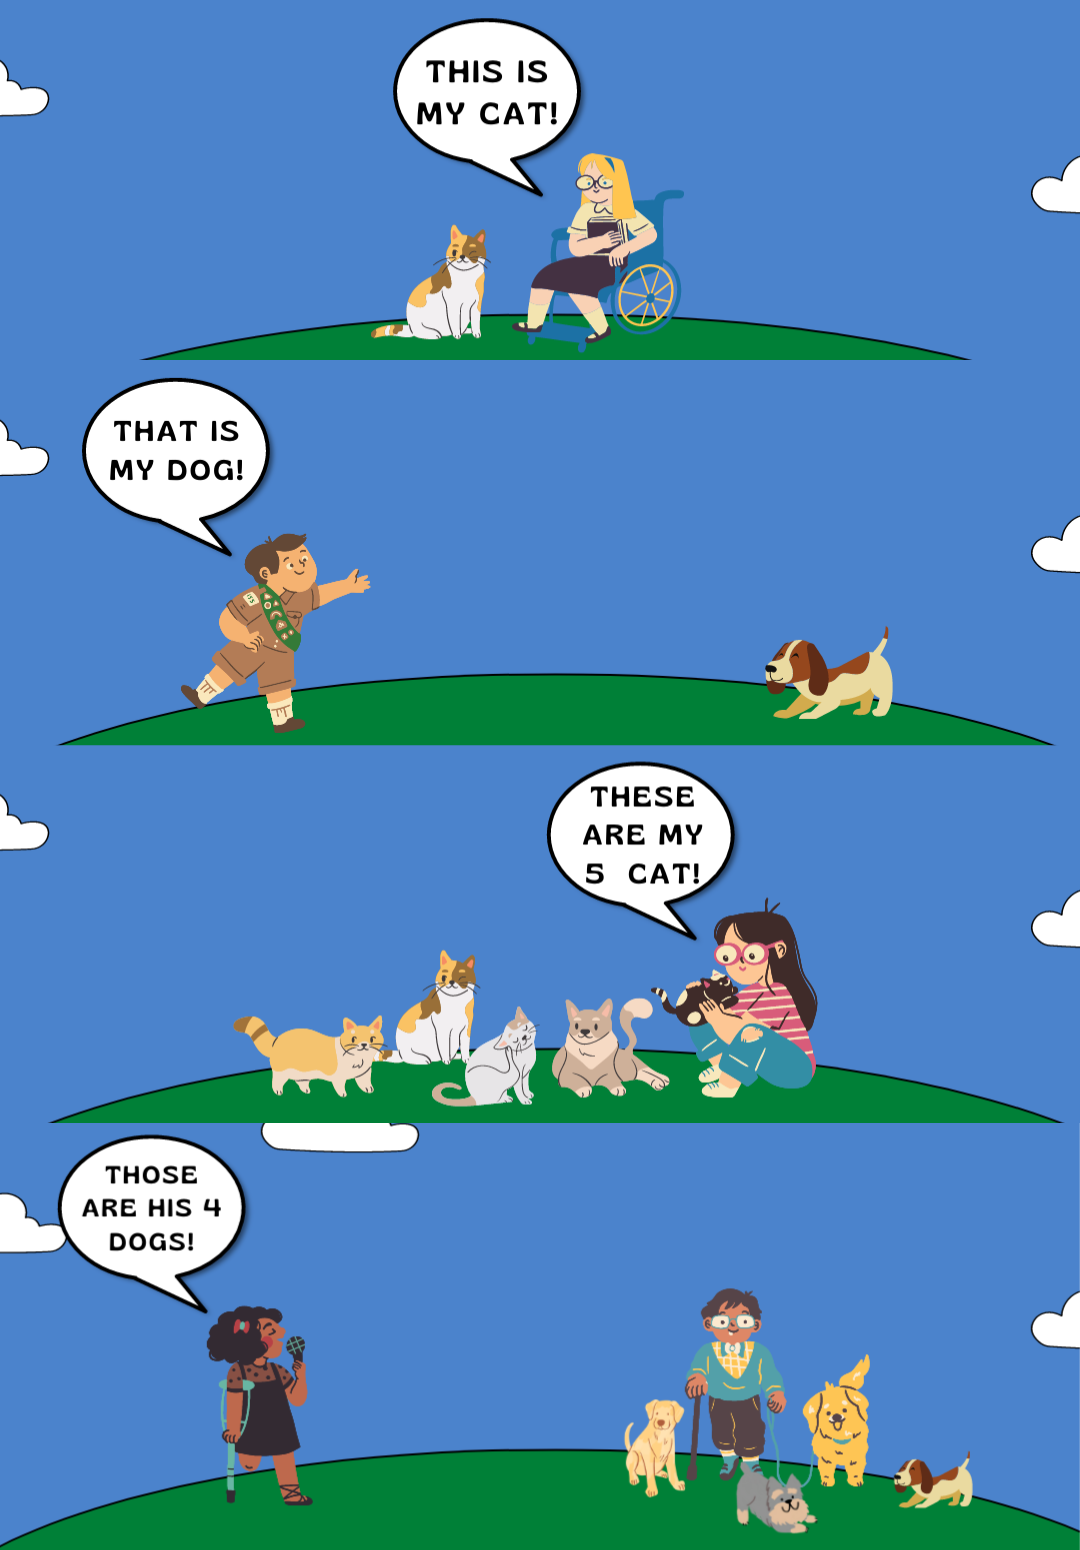 THIS IS
MY CAT!
THAT IS
MY DOG!
THESE
ARE MY
5 CAT!
THOSE
ARE HIS 4
DOGS!